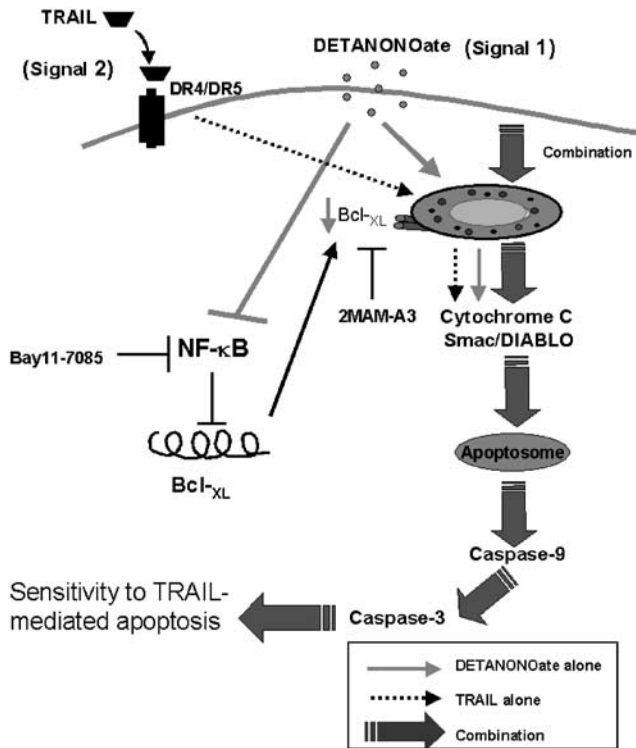 TRAIL
DETANONOate (Signal 1)
(Signal 2)
DR4/DR5
Combination
Bcl-XL
2MAM-A3
Cytochrome C
Smac/DIABLO
Bay11-7085
NF-κB
Bcl-XL
Apoptosome
Caspase-9
Sensitivity to TRAIL-
mediated apoptosis
Caspase-3
DETANONOate alone
TRAIL alone
Combination